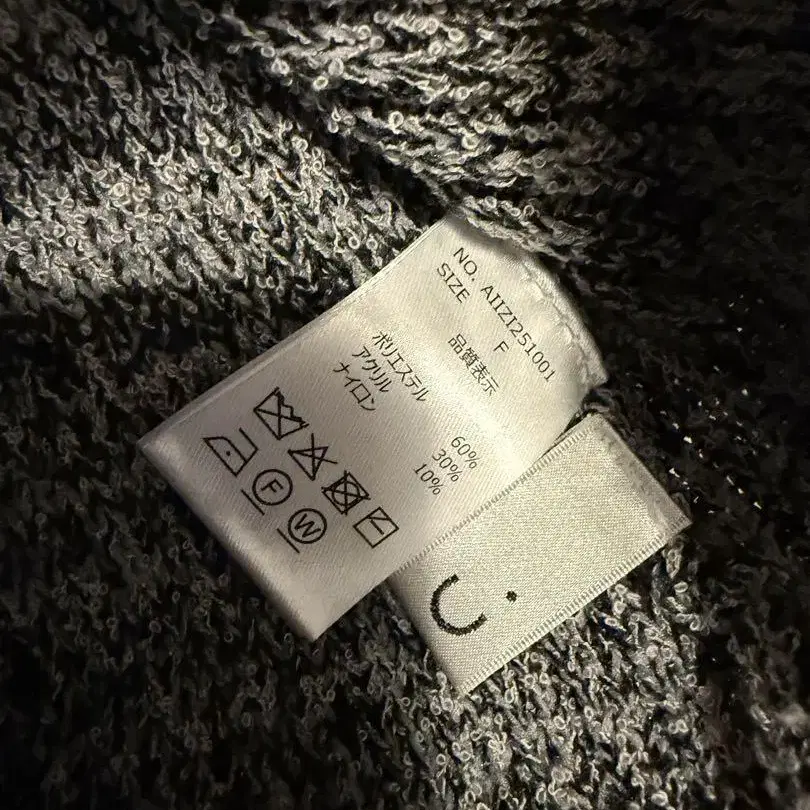 NO. AIIZI251001
SIZE F
品質表示
ポリエステル 60%
アクリル 30%
ナイロン 10%
F
W
C.